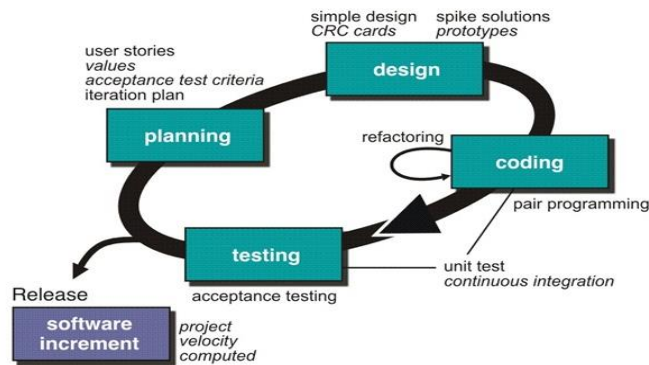 simple design
CRC cards
spike solutions
prototypes
user stories
values
acceptance test criteria
iteration plan
design
planning
refactoring
coding
pair programming
testing
unit test
continuous integration
acceptance testing
Release
software
increment
project
velocity
computed